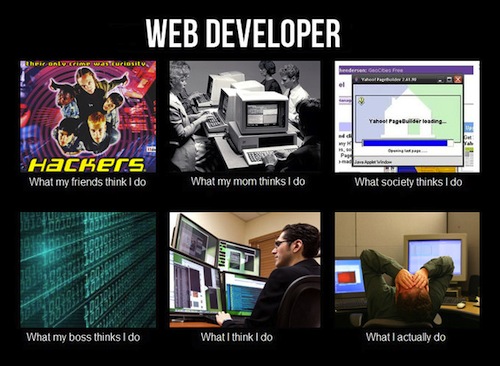 WEB DEVELOPER
Their only crime was curiosity.
HACKERS
What my friends think I do
What my mom thinks I do
GeoCities Free
Yahoo! PageBuilder 2.61.90
Yahoo! PageBuilder loading...
Opening last page ......
Java Applet Window
What society thinks I do
What my boss thinks I do
What I think I do
What I actually do